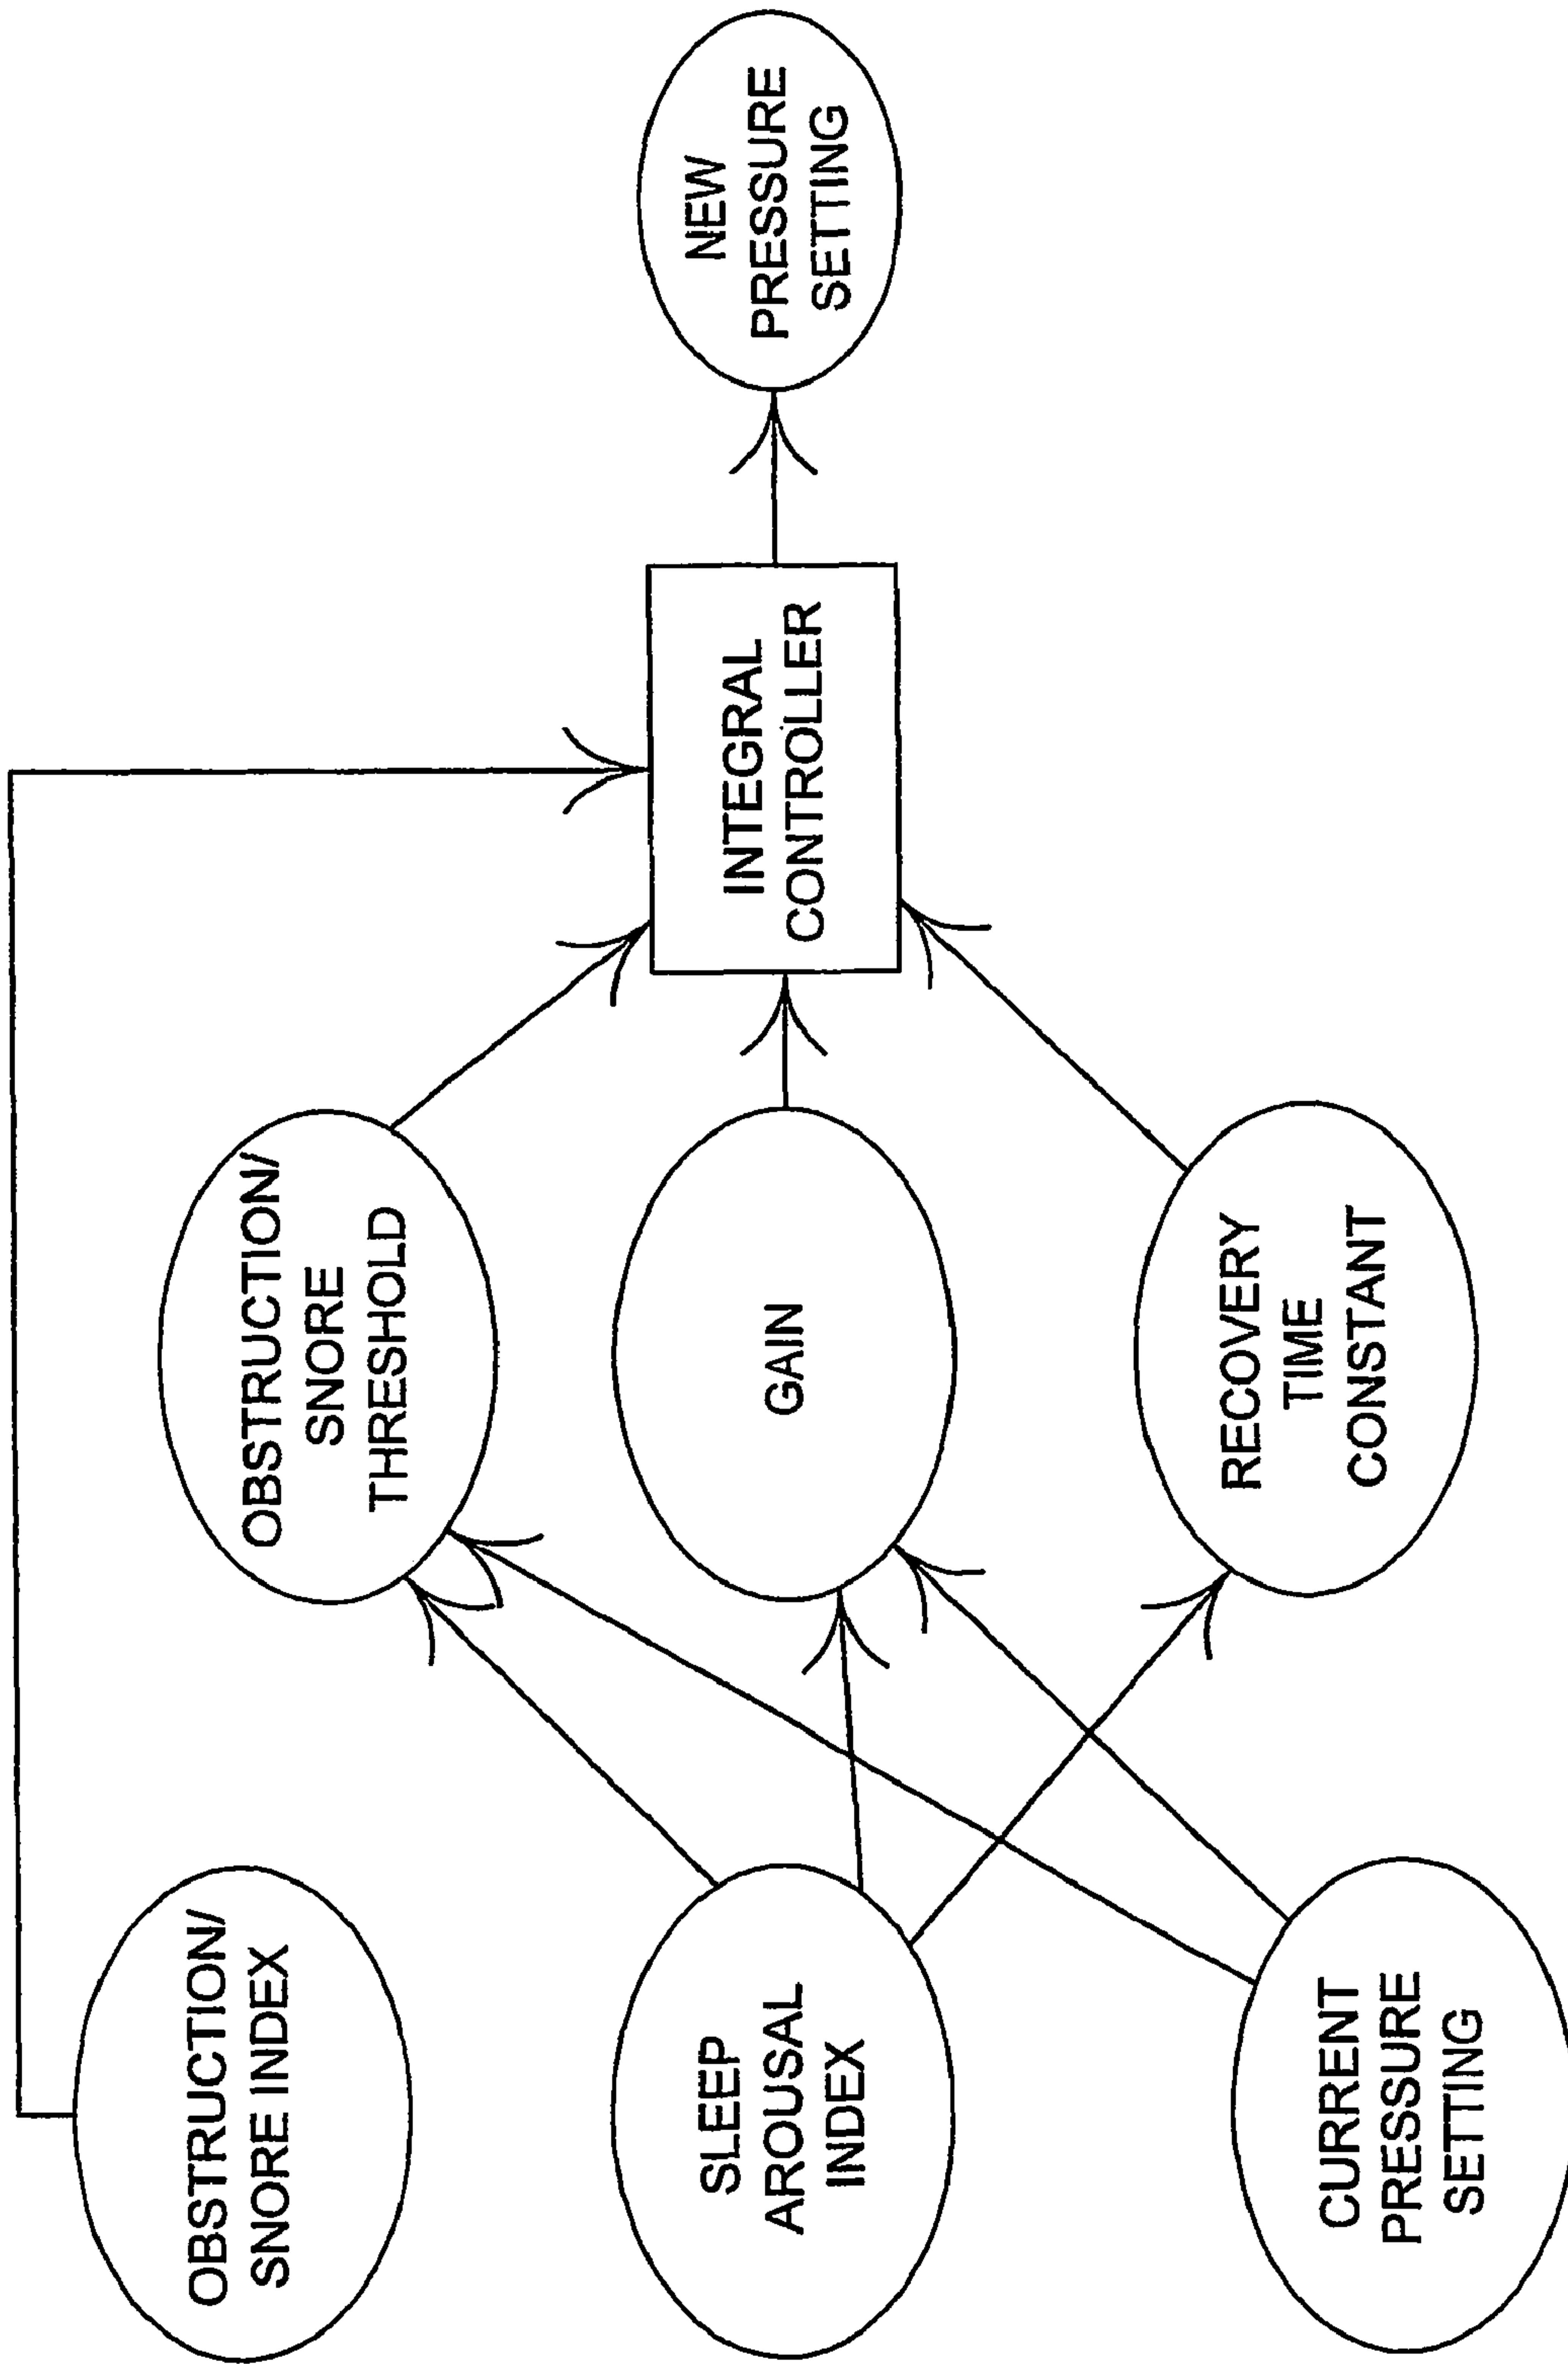 OBSTRUCTION/
SNORE INDEX
SLEEP
AROUSAL
INDEX
CURRENT
PRESSURE
SETTING
OBSTRUCTION/
SNORE
THRESHOLD
GAIN
RECOVERY
TIME
CONSTANT
INTEGRAL
CONTROLLER
NEW
PRESSURE
SETTING